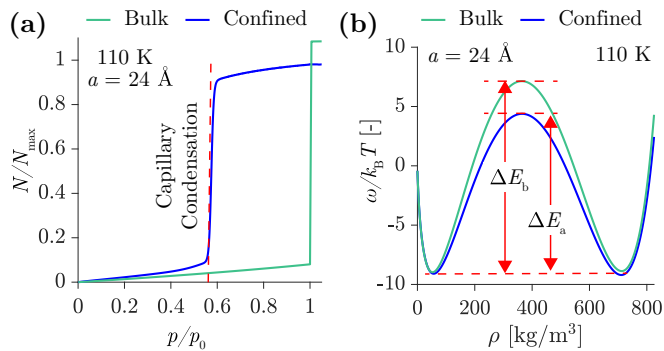 (a)
Bulk
Confined
110 K
a = 24 Å
Capillary
Condensation
N/N_max
1
0.8
0.6
0.4
0.2
0
0
0.2
0.4
0.6
0.8
1
p/p_0
(b)
Bulk
Confined
a = 24 Å
110 K
ω/k_B T [-]
10
5
0
-5
-10
ΔE_b
ΔE_a
0
200
400
600
800
ρ [kg/m³]